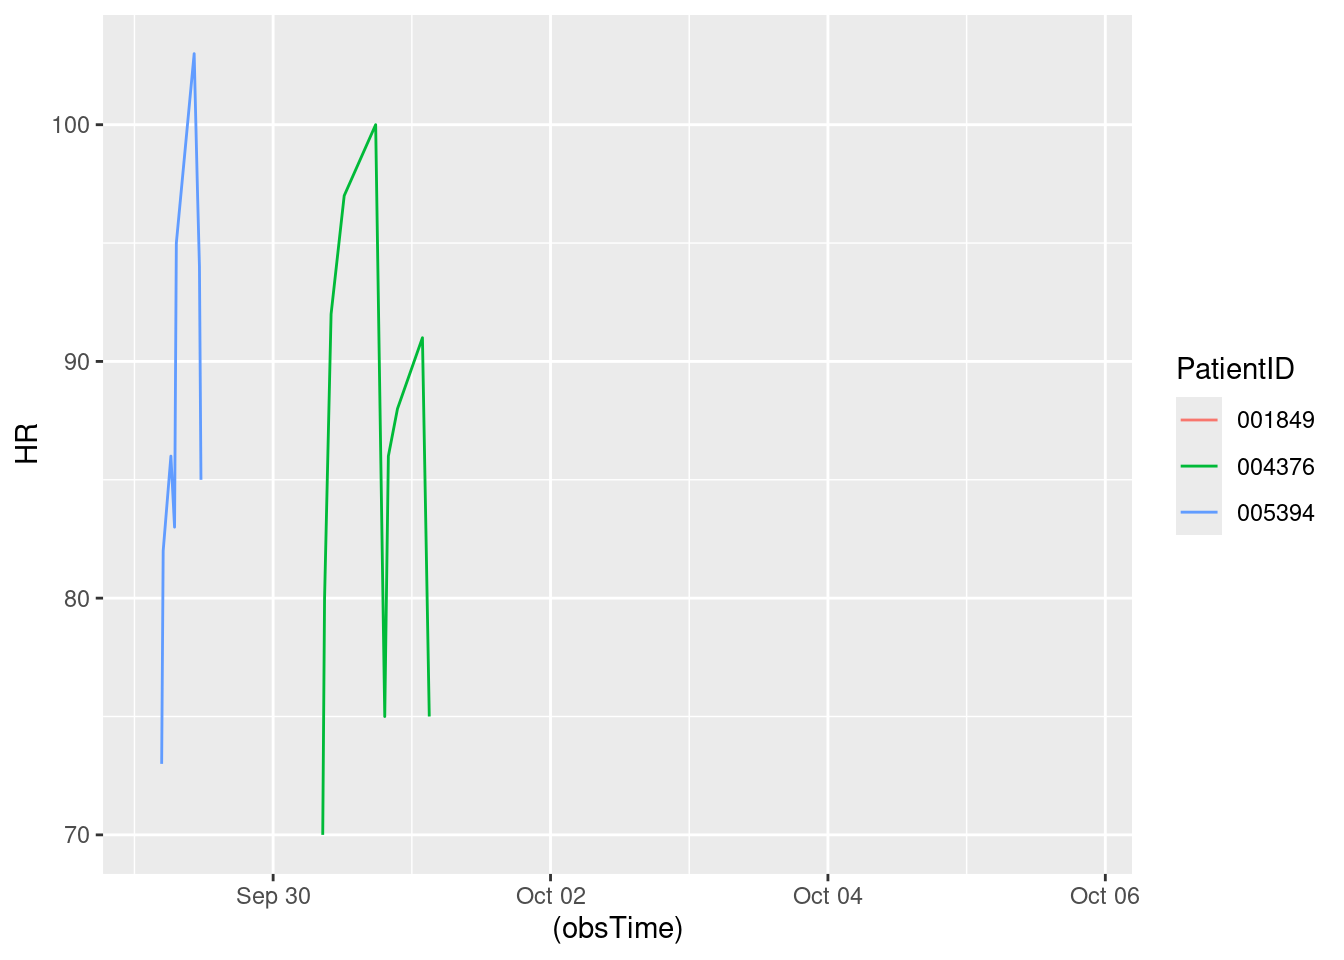 100
90
80
70
HR
Sep 30
Oct 02
Oct 04
Oct 06
(obsTime)
PatientID
001849
004376
005394